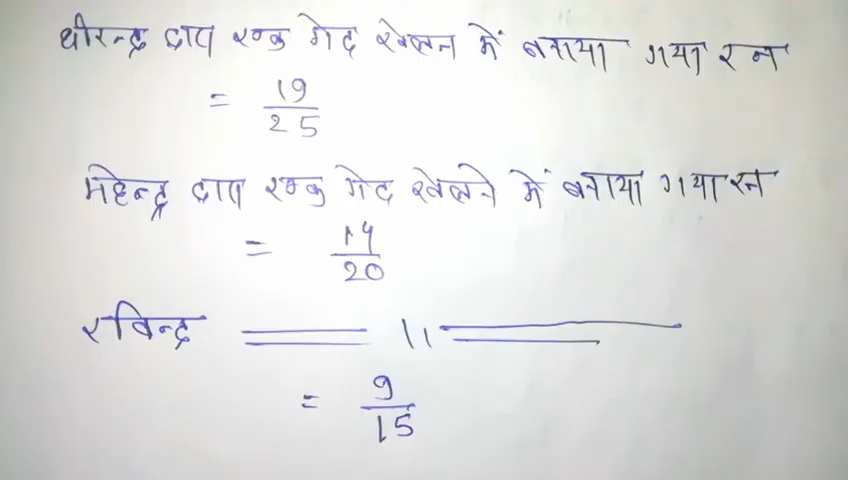 धीरेन्द्र द्वारा एक गेंद खेलन में बनाया गया रन
= 19/25
महेन्द्र द्वारा एक गेंद खेलने में बनाया गया रन
= 14/20
रविन्द्र ——— 11 ———
= 9/15